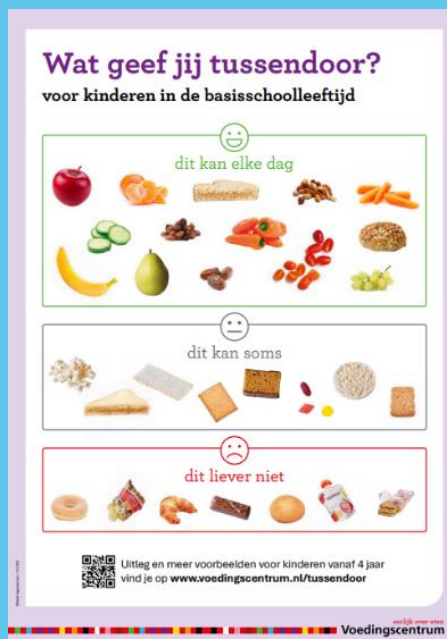 Wat geef jij tussendoor?
voor kinderen in de basisschoolleeftijd
dit kan elke dag
dit kan soms
dit liever niet
Uitleg en meer voorbeelden voor kinderen vanaf 4 jaar
vind je op www.voedingscentrum.nl/tussendoor
eerlijk over eten
Voedingscentrum